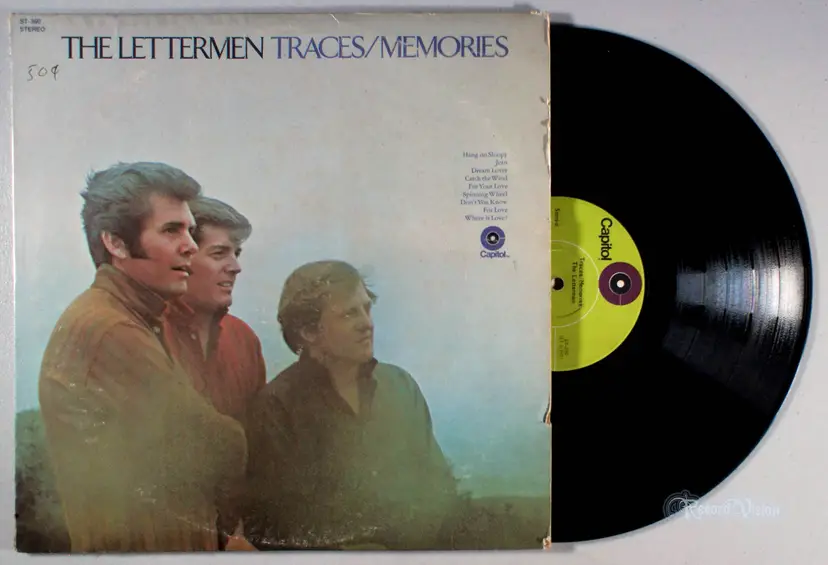 ST-390
STEREO
THE LETTERMEN TRACES/MEMORIES
50¢
Hang on Sloopy
Jean
Dream Lover
Catch the Wind
For Your Love
Spinning Wheel
Don't You Know
For Love
Where is Love?
Capitol
Capitol
Traces/Memories
The Lettermen
Record Vision